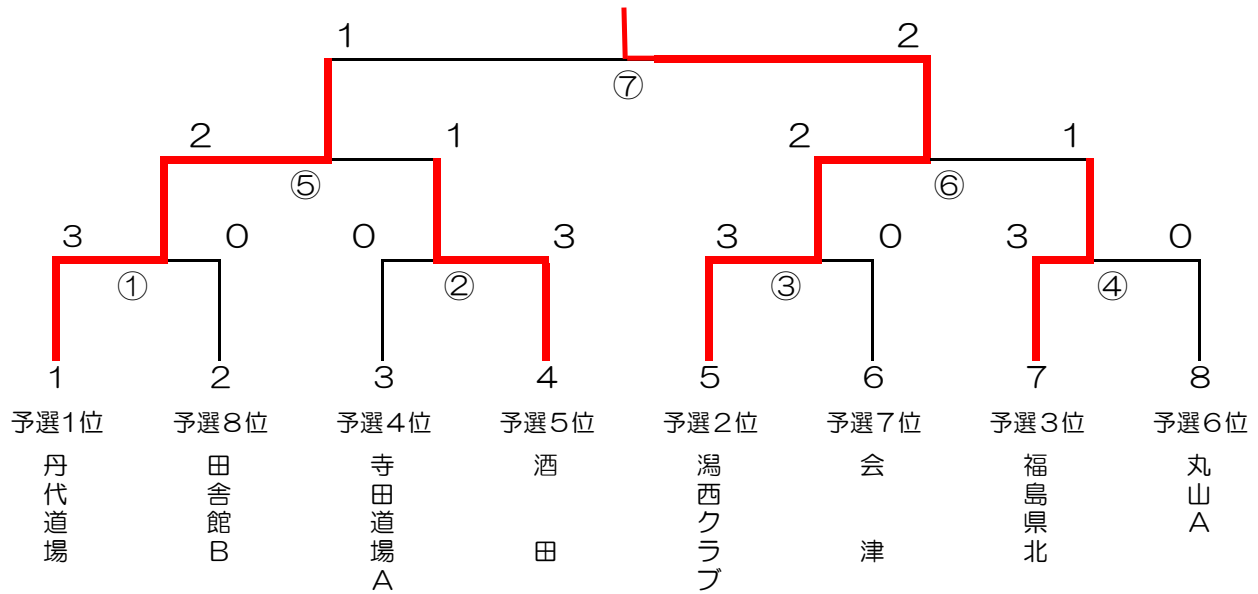 1 2
⑦
2 1 2 1
⑤ ⑥
3 0 0 3 3 0 3 0
① ② ③ ④
1 2 3 4 5 6 7 8
予選1位 予選8位 予選4位 予選5位 予選2位 予選7位 予選3位 予選6位
丹代道場
田舎館B
寺田道場A
酒田
潟西クラブ
会津
福島県北
丸山A